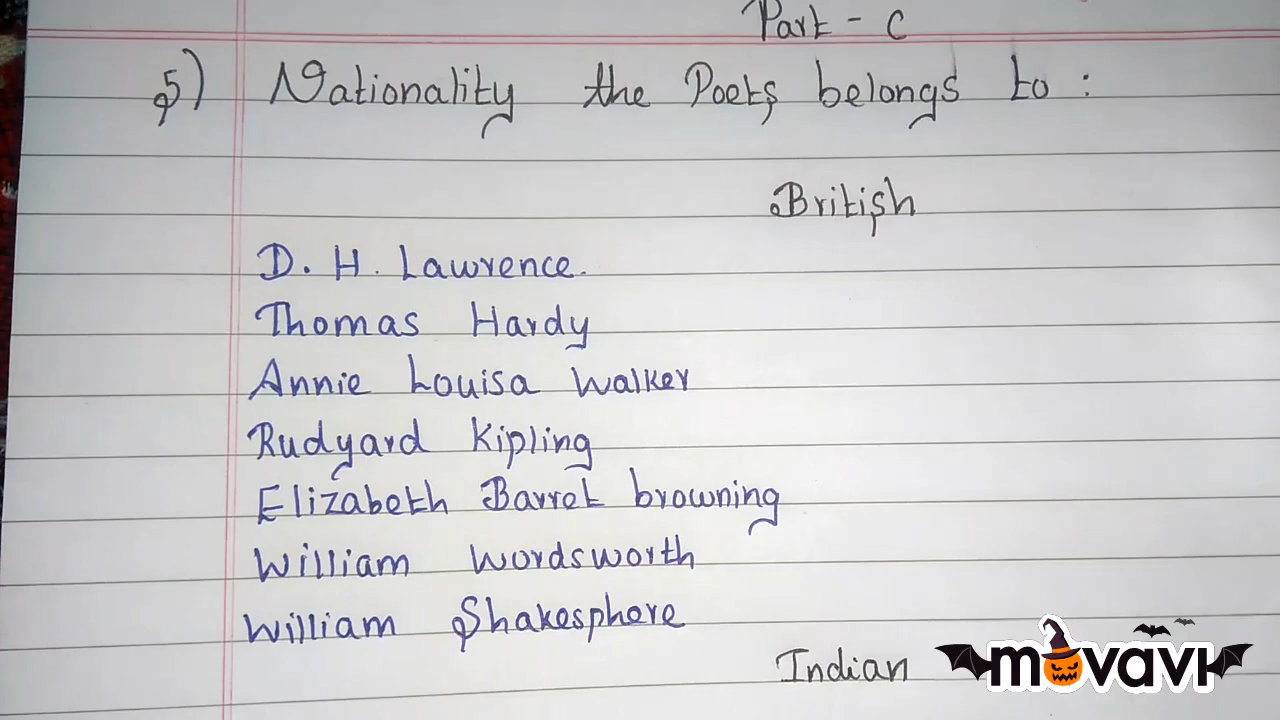 Part - C
5) Nationality the Poets belongs to :
British
D. H. Lawrence.
Thomas Hardy
Annie Louisa Walker
Rudyard Kipling
Elizabeth Barret browning
William Wordsworth
William Shakesphere
Indian
movavi